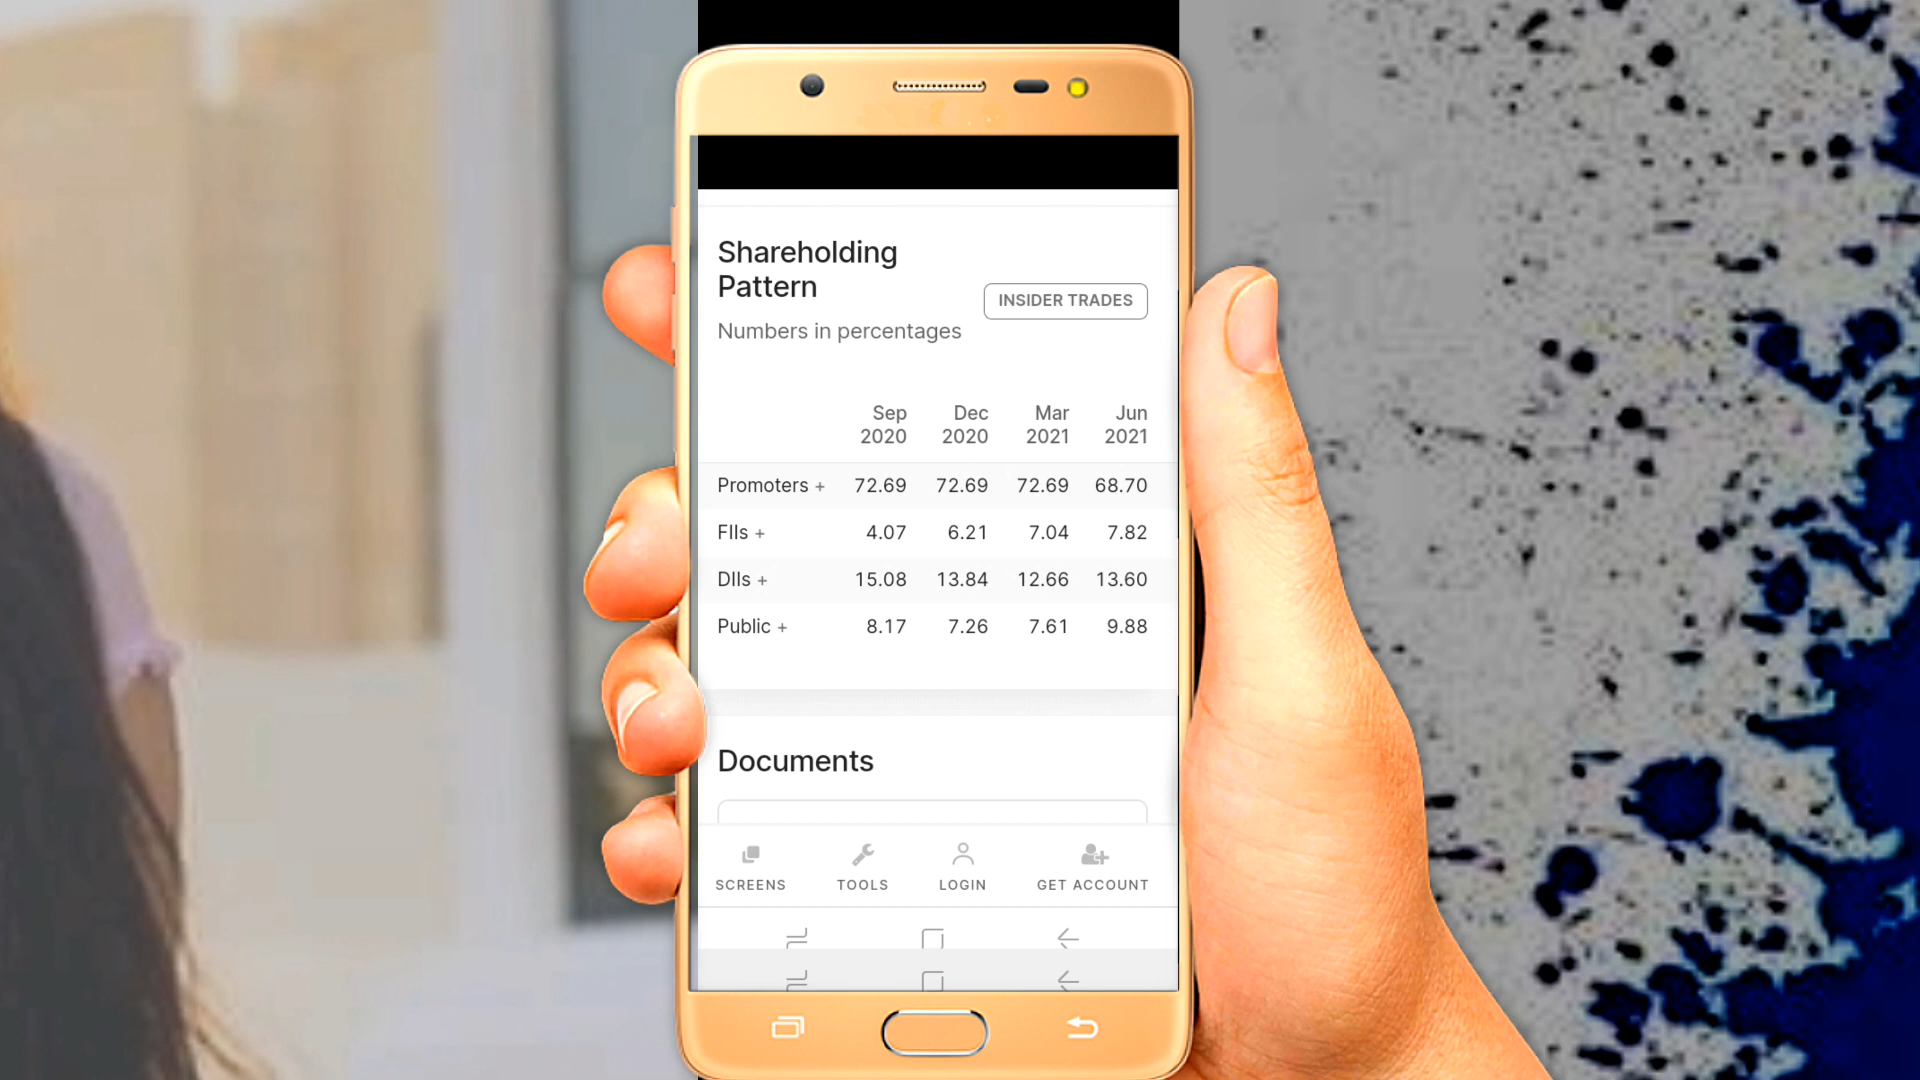 Shareholding
Pattern
INSIDER TRADES
Numbers in percentages
Sep Dec Mar Jun
2020 2020 2021 2021
Promoters + 72.69 72.69 72.69 68.70
FIIs + 4.07 6.21 7.04 7.82
DIIs + 15.08 13.84 12.66 13.60
Public + 8.17 7.26 7.61 9.88
Documents
SCREENS TOOLS LOGIN GET ACCOUNT